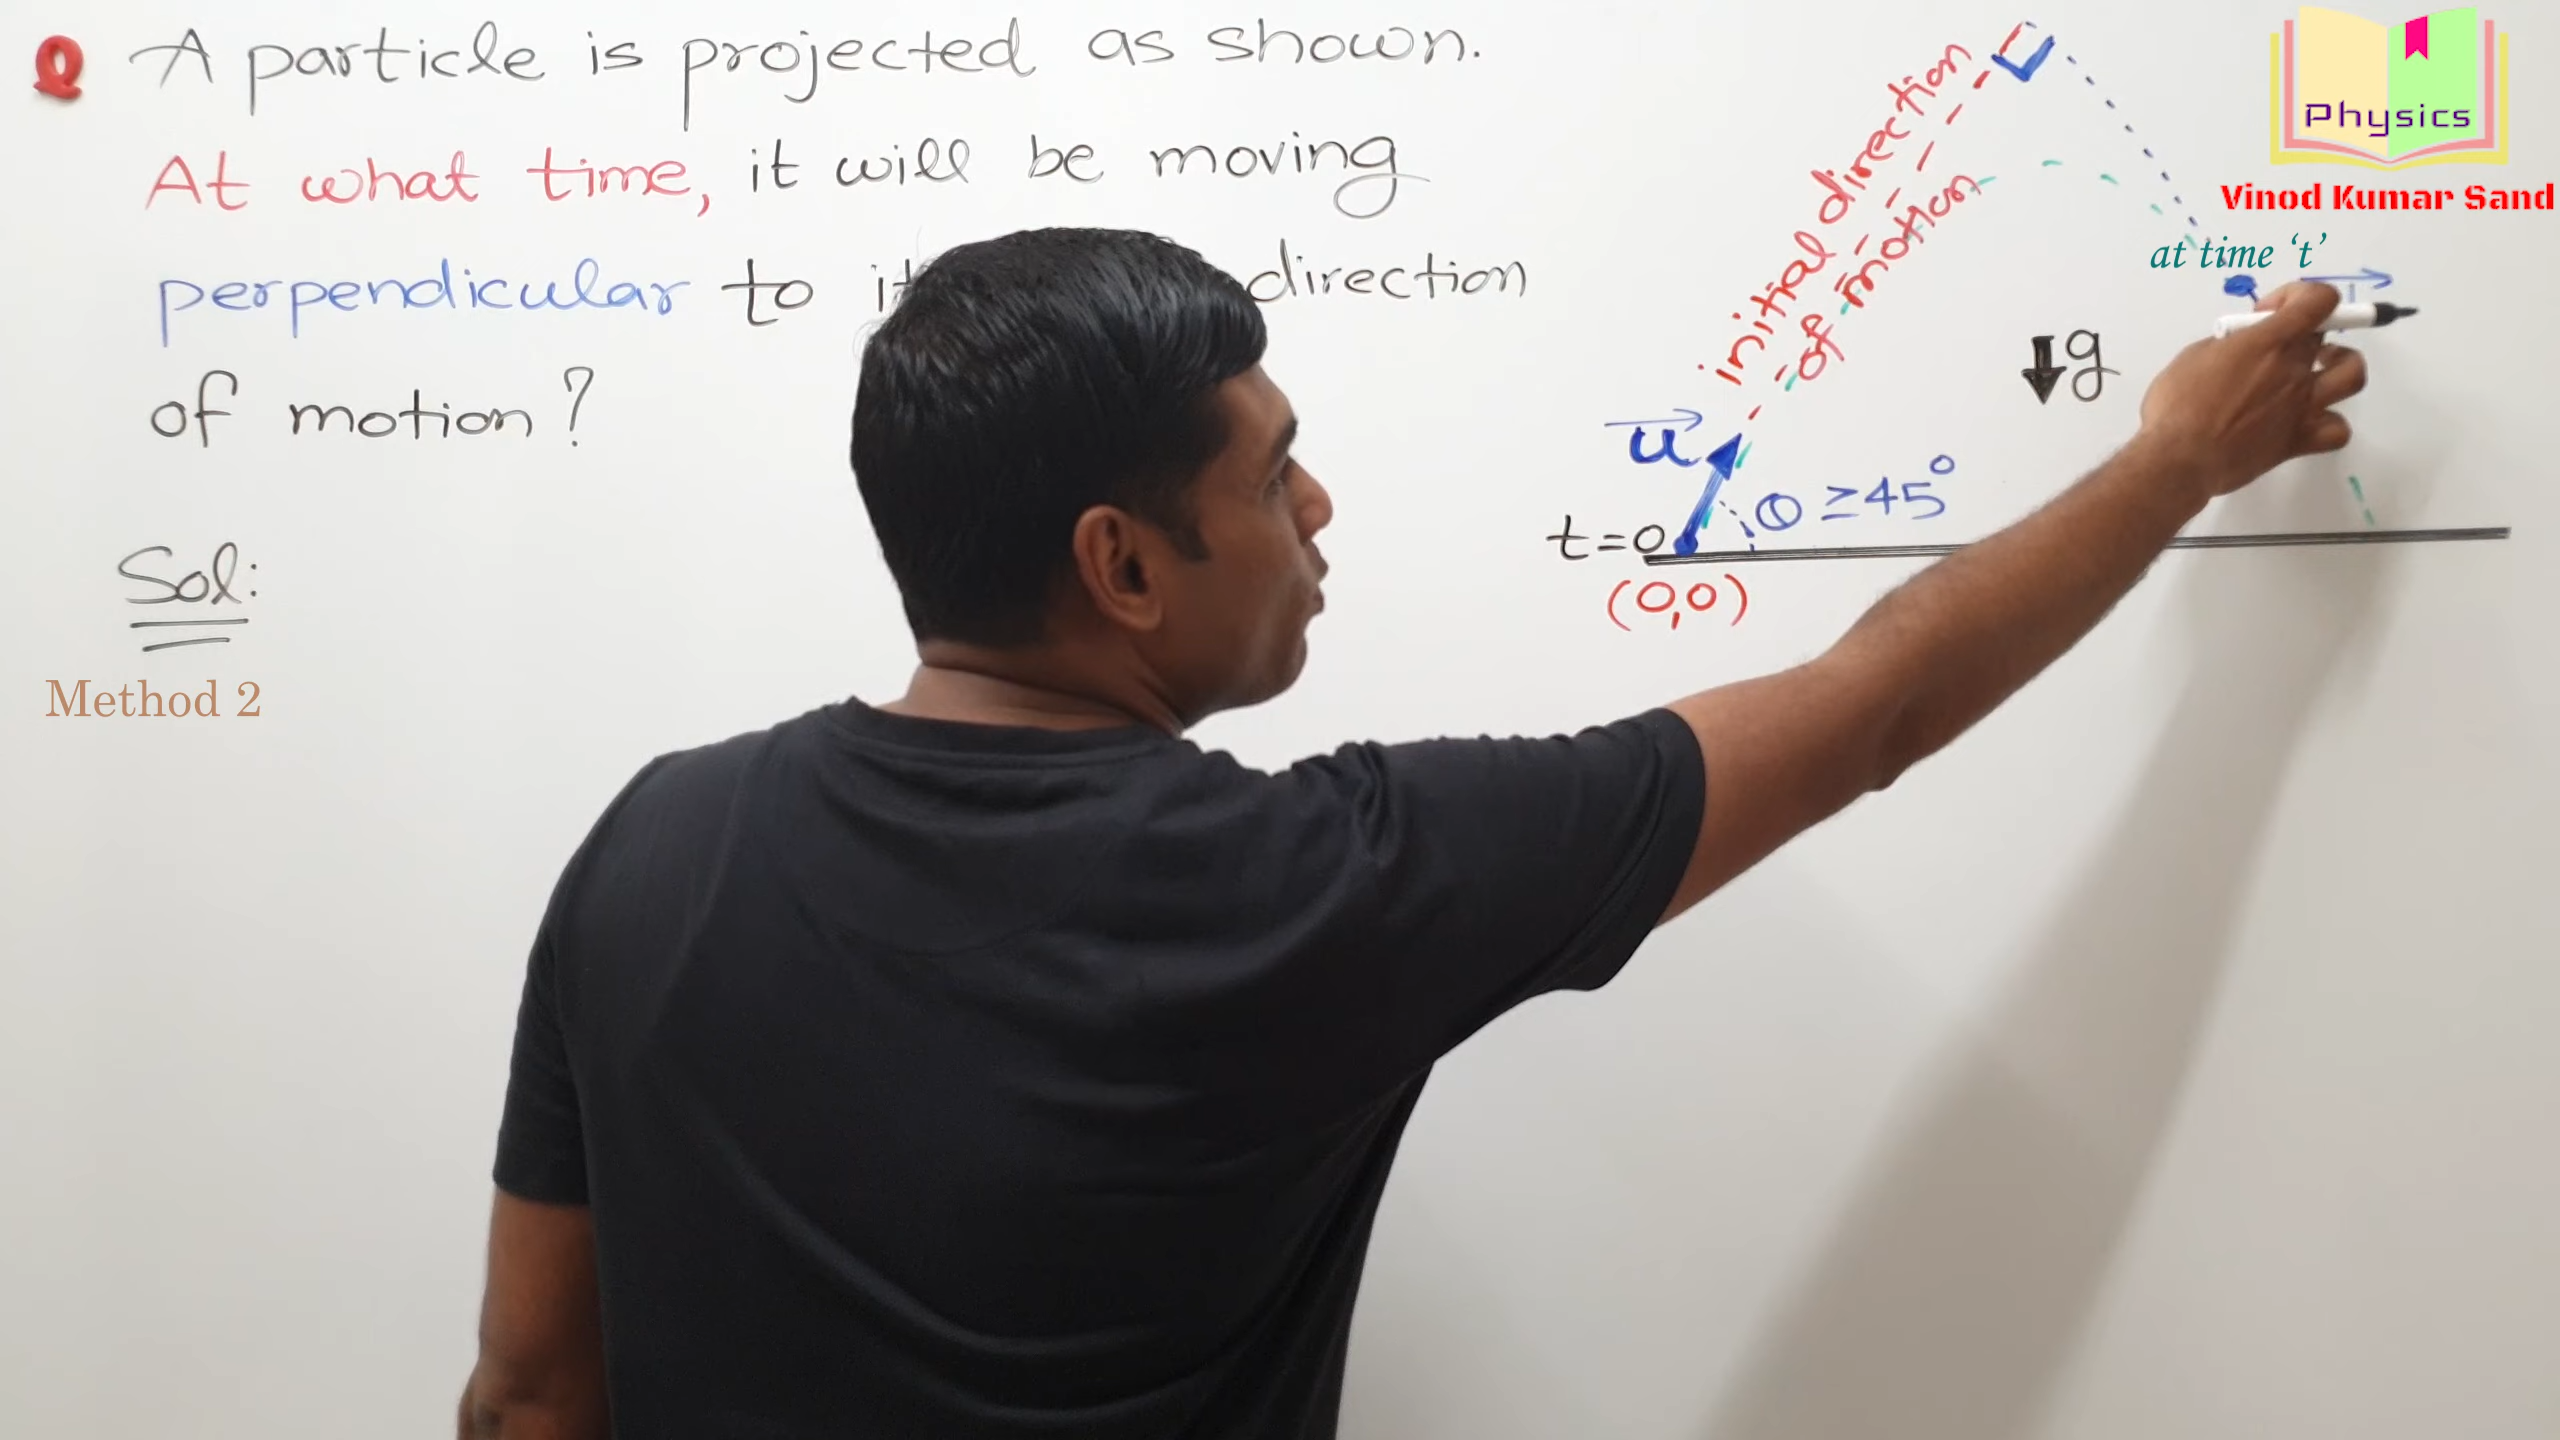 Q A particle is projected as shown.
At what time, it will be moving
perpendicular to direction
of motion?
Sol:
Method 2
initial direction
of motion
u
θ ≥ 45°
t=0
(0,0)
g
at time ‘t’
Physics
Vinod Kumar Sand